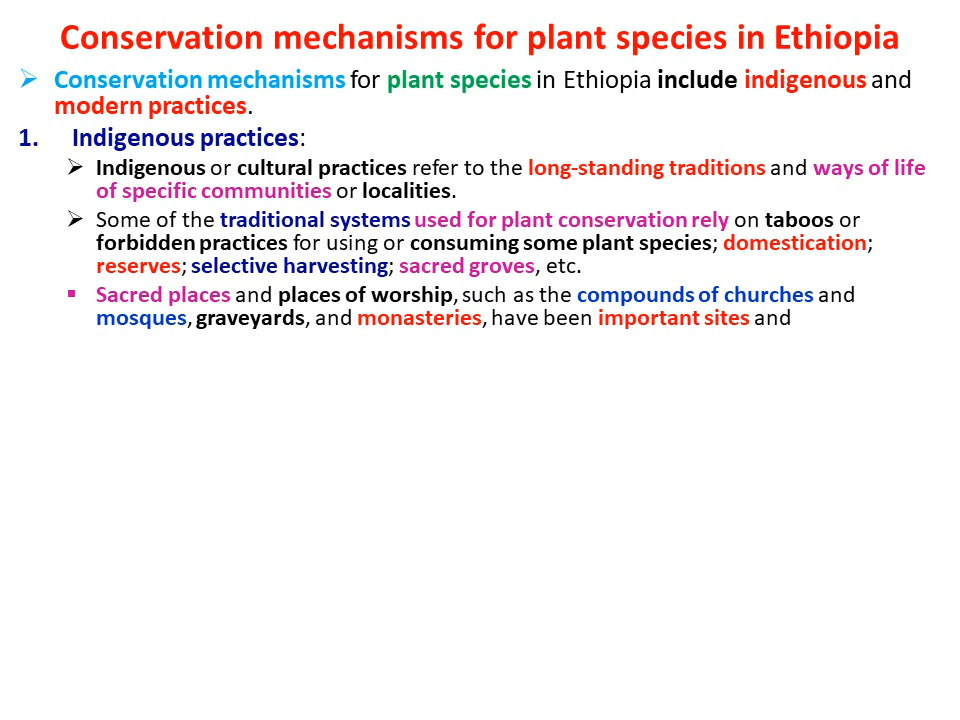 Conservation mechanisms for plant species in Ethiopia
➢ Conservation mechanisms for plant species in Ethiopia include indigenous and
modern practices.
1. Indigenous practices:
➢ Indigenous or cultural practices refer to the long-standing traditions and ways of life
of specific communities or localities.
➢ Some of the traditional systems used for plant conservation rely on taboos or
forbidden practices for using or consuming some plant species; domestication;
reserves; selective harvesting; sacred groves, etc.
▪ Sacred places and places of worship, such as the compounds of churches and
mosques, graveyards, and monasteries, have been important sites and